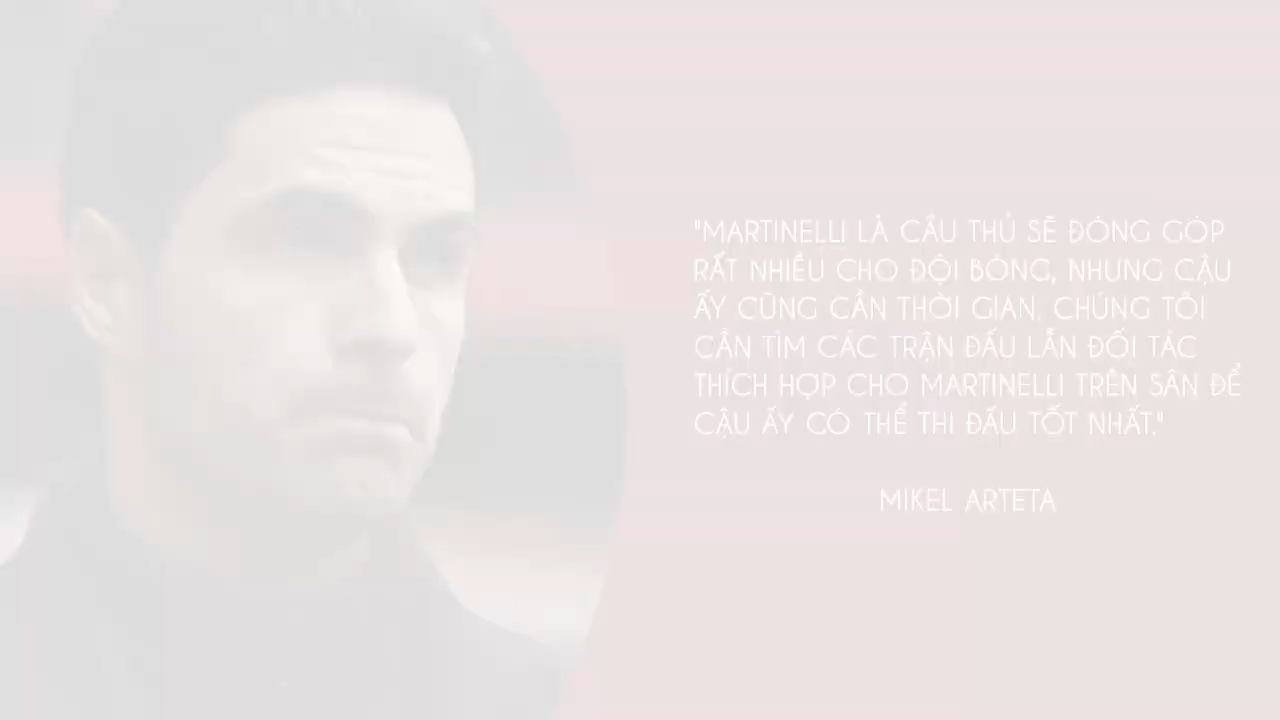 "MARTINELLI LÀ CẦU THỦ SẼ ĐÓNG GÓP
RẤT NHIỀU CHO ĐỘI BÓNG, NHƯNG CẬU
ẤY CŨNG CẦN THỜI GIAN. CHÚNG TÔI
CẦN TÌM CÁC TRẬN ĐẤU LẪN ĐỐI TÁC
THÍCH HỢP CHO MARTINELLI TRÊN SÂN ĐỂ
CẬU ẤY CÓ THỂ THI ĐẤU TỐT NHẤT."
MIKEL ARTETA